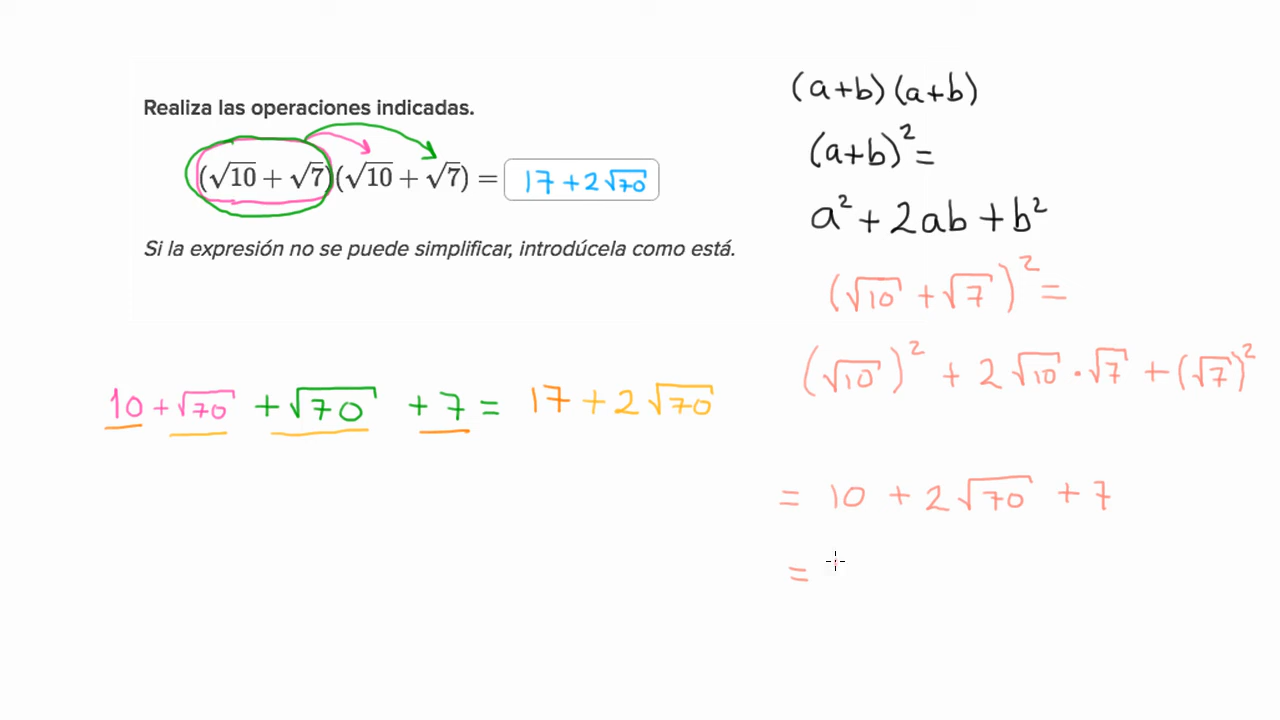 Realiza las operaciones indicadas.
(√10 + √7)(√10 + √7) = 17 + 2√70
Si la expresión no se puede simplificar, introdúcela como está.
10 + √70 + √70 + 7 = 17 + 2√70
(a+b)(a+b)
(a+b)² =
a² + 2ab + b²
(√10 + √7)² =
(√10)² + 2√10 · √7 + (√7)²
= 10 + 2√70 + 7
=